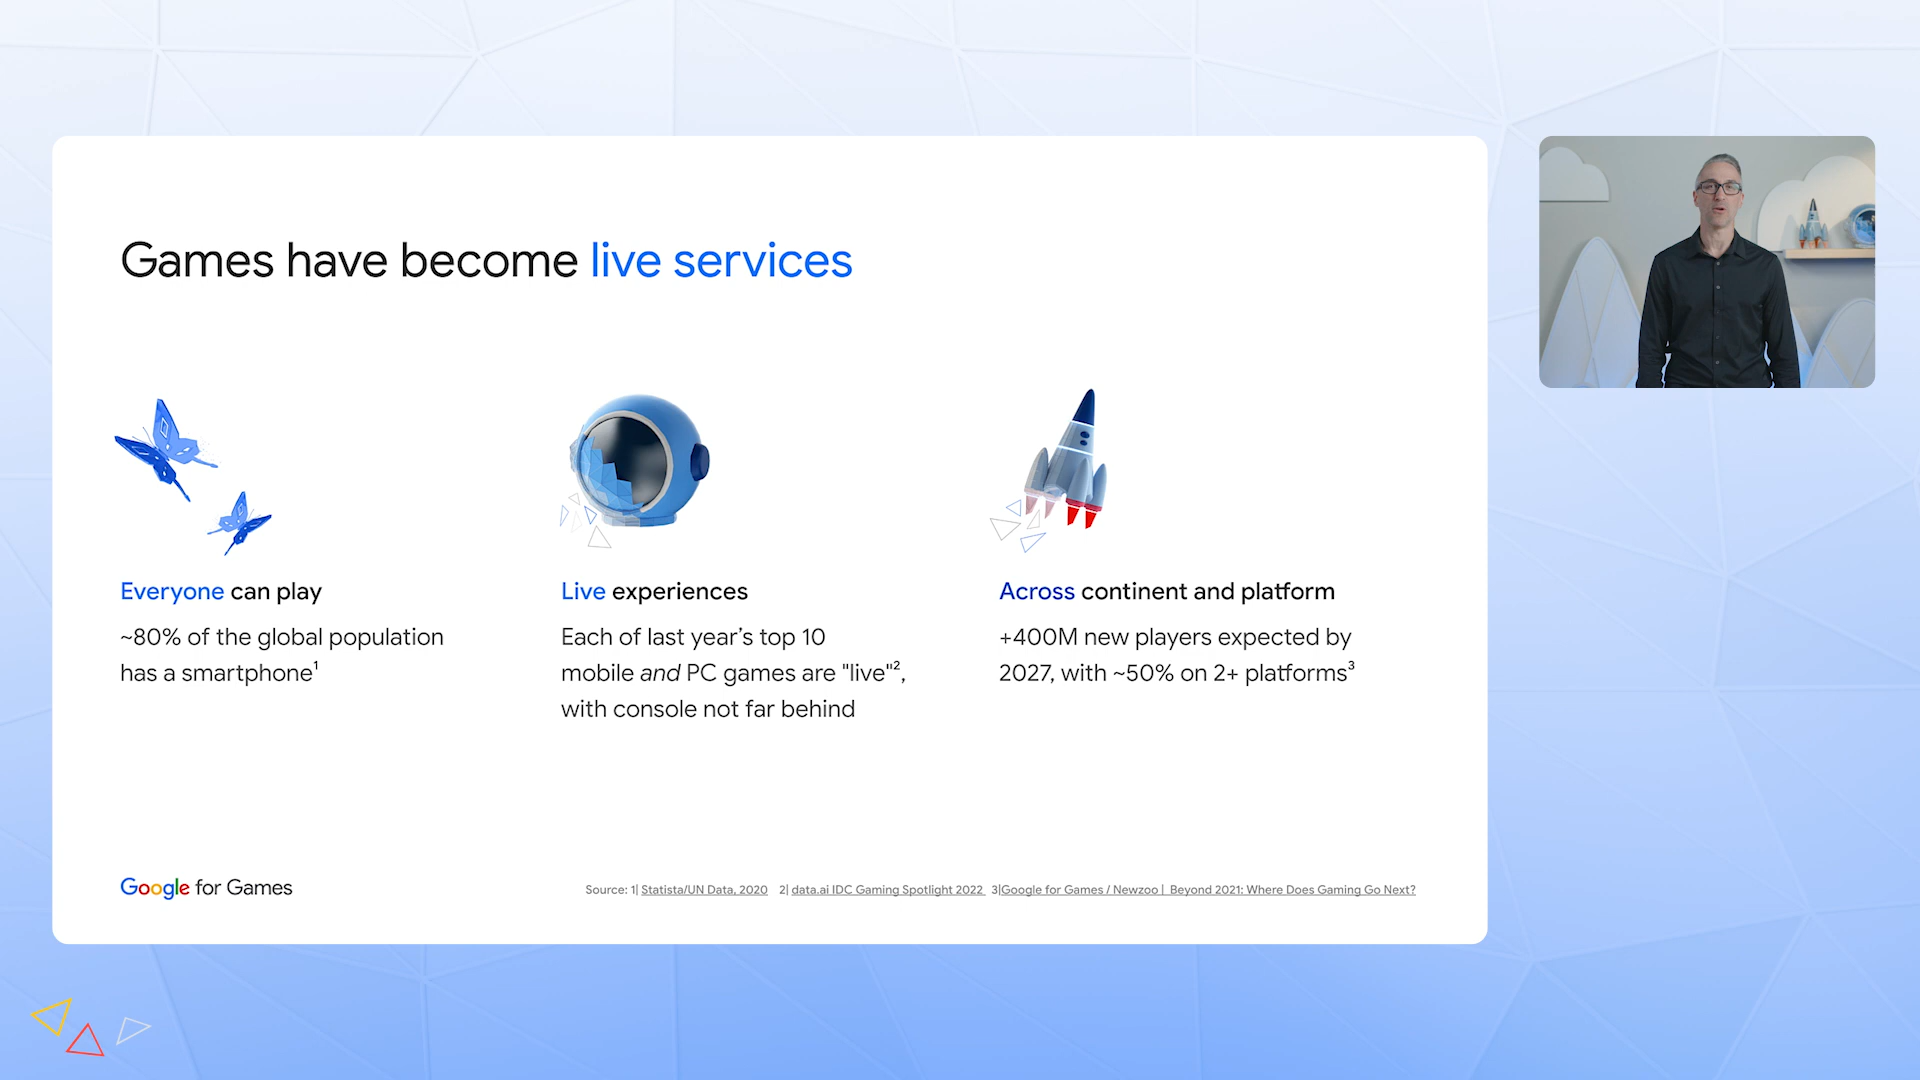 Games have become live services
Everyone can play
~80% of the global population
has a smartphone¹
Live experiences
Each of last year’s top 10
mobile and PC games are "live"²,
with console not far behind
Across continent and platform
+400M new players expected by
2027, with ~50% on 2+ platforms³
Google for Games
Source: 1| Statista/UN Data, 2020 2| data.ai IDC Gaming Spotlight 2022 3|Google for Games / Newzoo | Beyond 2021: Where Does Gaming Go Next?